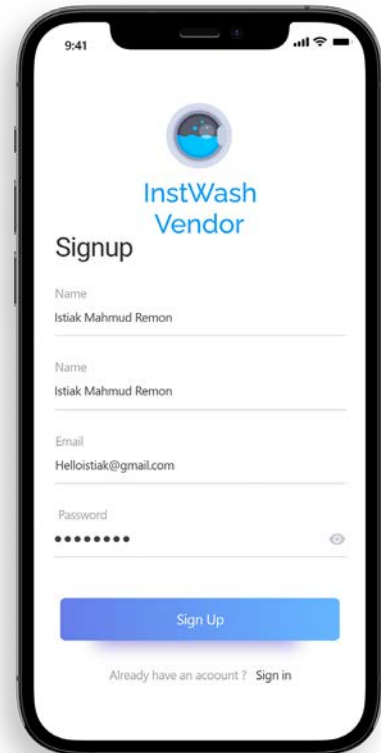 9:41
InstWash
Vendor
Signup
Name
Istiak Mahmud Remon
Name
Istiak Mahmud Remon
Email
Helloistiak@gmail.com
Password
••••••••
Sign Up
Already have an acoount ? Sign in